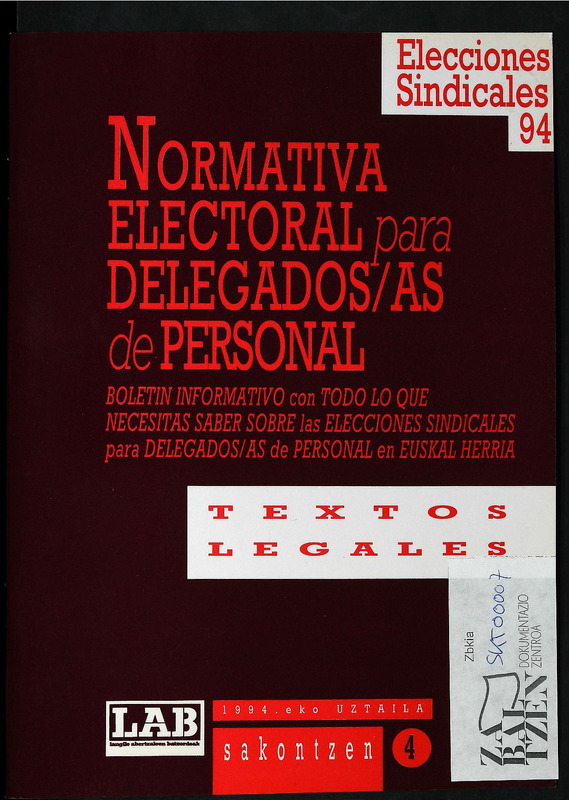 Elecciones
Sindicales
94
NORMATIVA
ELECTORAL para
DELEGADOS/AS
de PERSONAL
BOLETIN INFORMATIVO con TODO LO QUE
NECESITAS SABER SOBRE las ELECCIONES SINDICALES
para DELEGADOS/AS de PERSONAL en EUSKAL HERRIA
TEXTOS
LEGALES
Zbkia
SKT00007
ZABALTZEN
DOKUMENTAZIO
ZENTROA
LAB
langile abertzaleen batzordeak
1994.eko UZTAILA
sakontzen 4